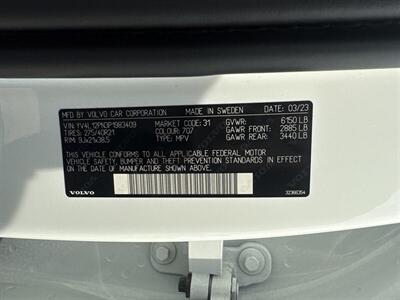 MFD BY VOLVO CAR CORPORATION MADE IN SWEDEN 03/23
MARKET CODE: 31 GVWR: 6150 LB
TIRES: 275/40R21 COLOUR: 707 GAWR FRONT: 2885 LB
RIM: 9Jx21x38.5 TYPE: MPV GAWR REAR: 3440 LB
THIS VEHICLE CONFORMS TO ALL APPLICABLE FEDERAL MOTOR
VEHICLE SAFETY, BUMPER AND THEFT PREVENTION STANDARDS IN EFFECT
ON THE DATE OF MANUFACTURE SHOWN ABOVE.
VOLVO 32366354